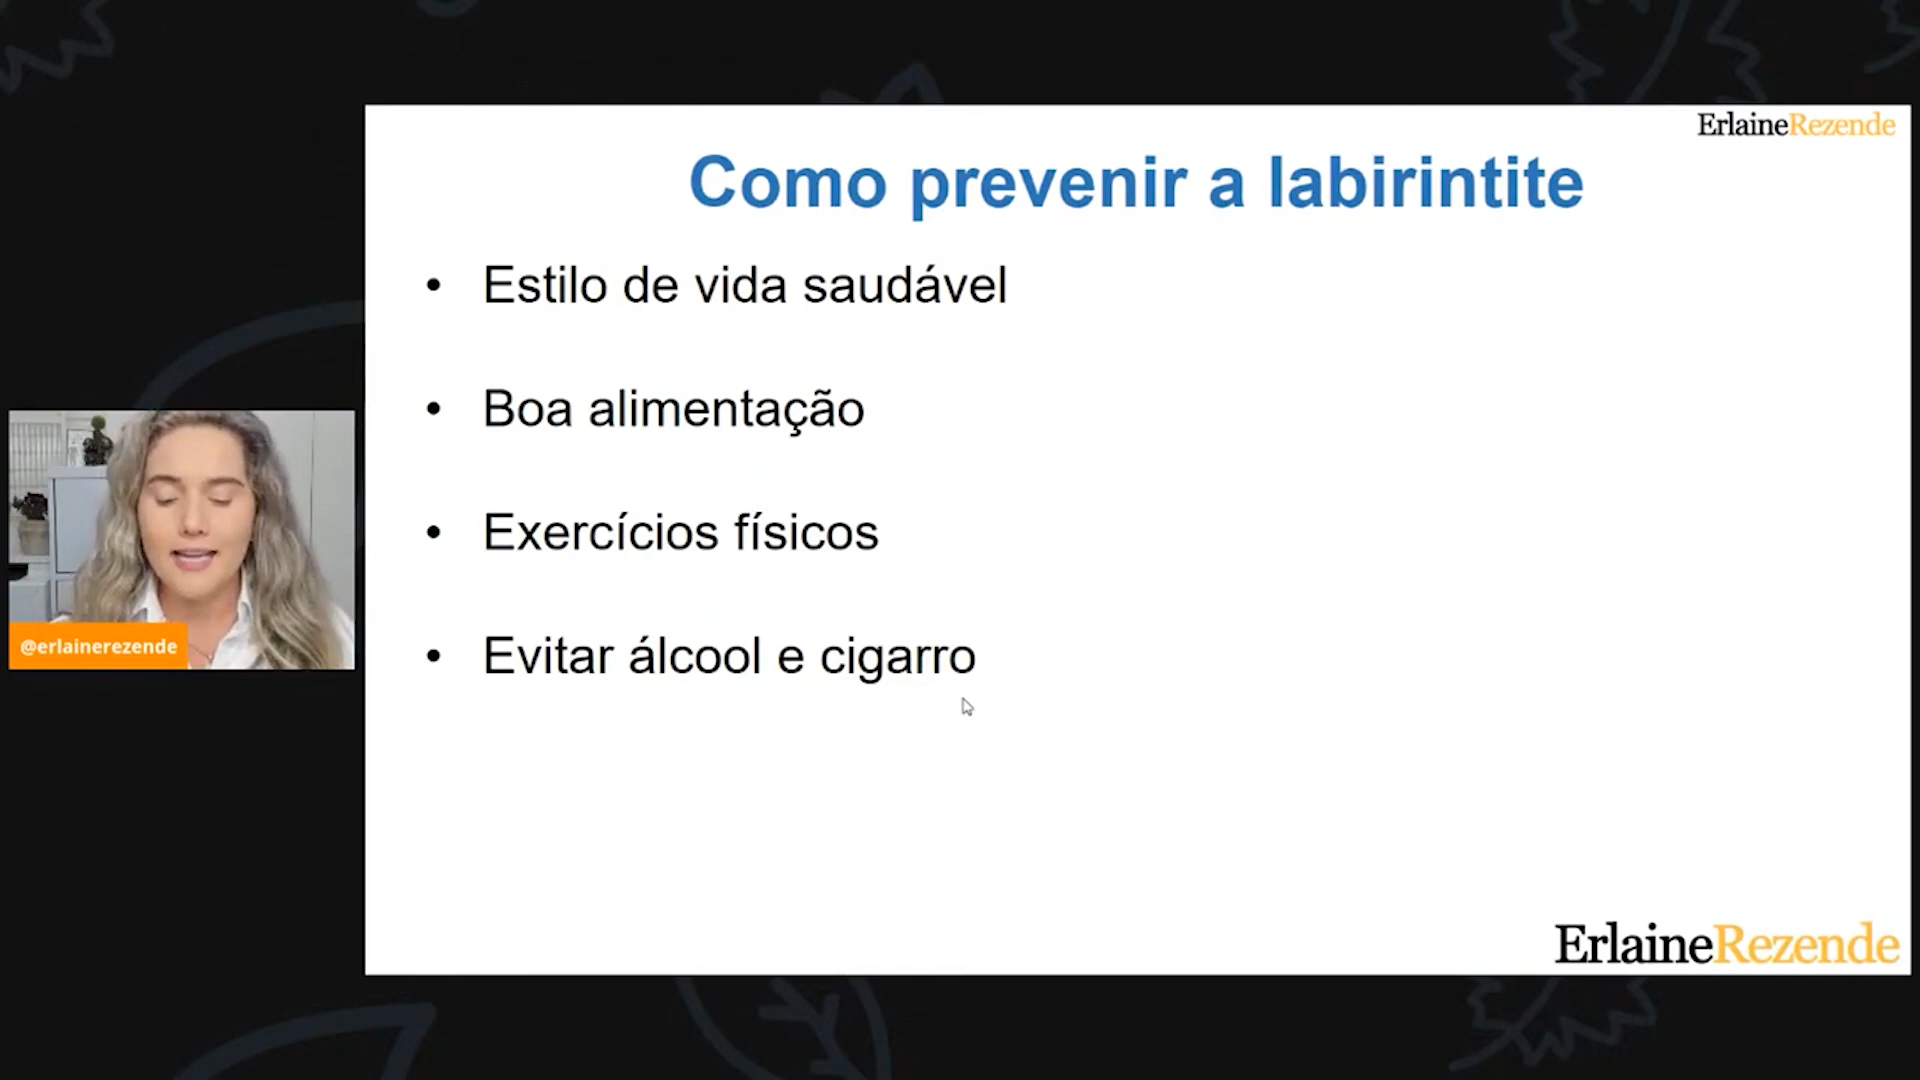 ErlaineRezende
Como prevenir a labirintite
• Estilo de vida saudável
• Boa alimentação
• Exercícios físicos
• Evitar álcool e cigarro
@erlainerezende
ErlaineRezende